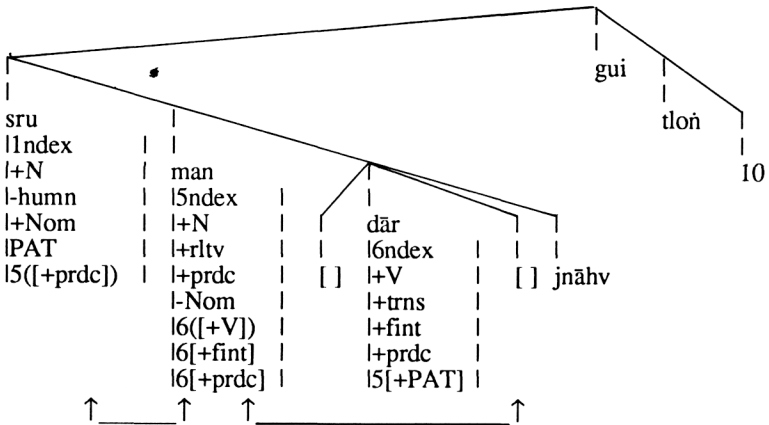 gui
tloṅ
10
sru
|1ndex |
|+N |
|-humn |
|+Nom |
|PAT |
|5([+prdc]) |
man
|5ndex |
|+N |
|+rltv |
|+prdc |
|-Nom |
|6([+V]) |
|6[+fint] |
|6[+prdc] |
[ ]
dār
|6ndex |
|+V |
|+trns |
|+fint |
|+prdc |
|5[+PAT] |
[ ] jnāhv